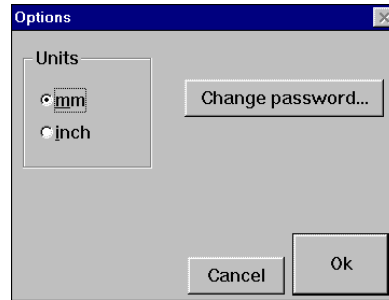 Options
Units
mm
inch
Change password...
Cancel
Ok